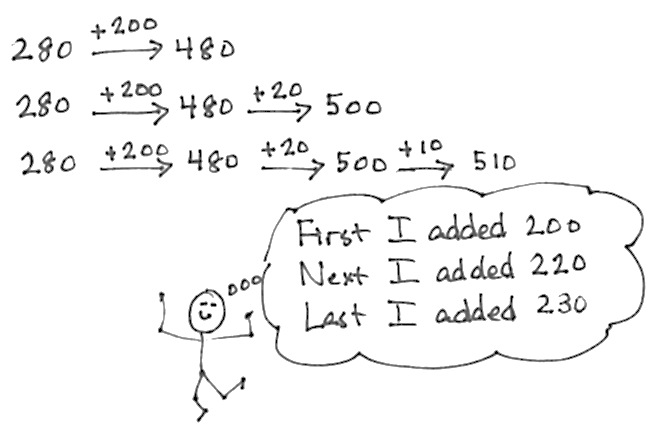 280 +200→ 480
280 +200→ 480 +20→ 500
280 +200→ 480 +20→ 500 +10→ 510
First I added 200
Next I added 220
Last I added 230